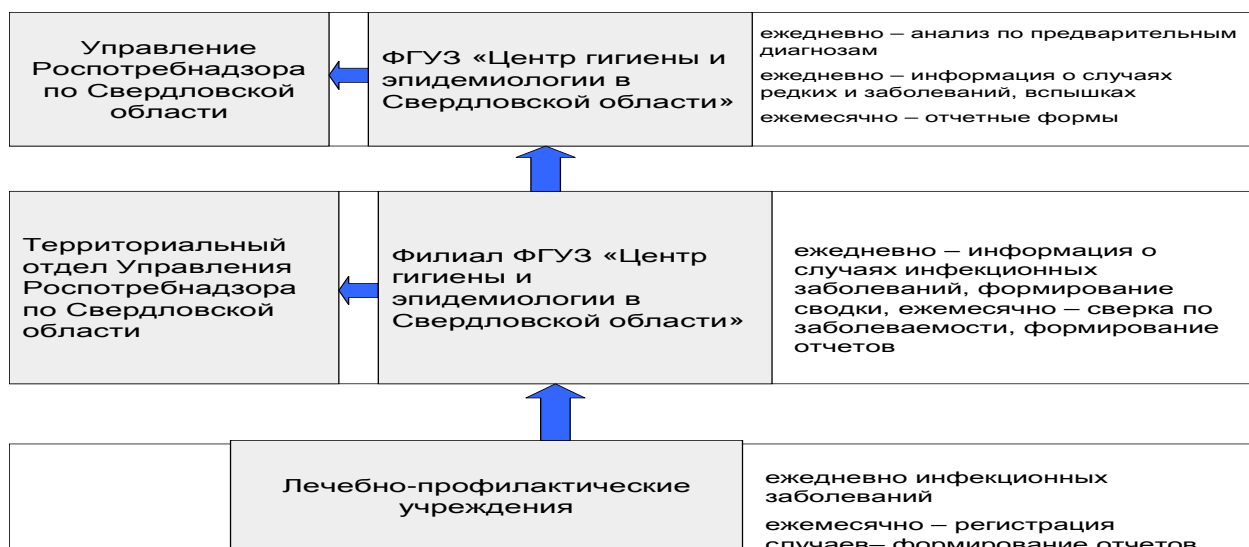 Управление
Роспотребнадзора
по Свердловской
области
ФГУЗ «Центр гигиены и
эпидемиологии в
Свердловской области»
ежедневно – анализ по предварительным
диагнозам
ежедневно – информация о случаях
редких и заболеваний, вспышках
ежемесячно – отчетные формы
Территориальный
отдел Управления
Роспотребнадзора
по Свердловской
области
Филиал ФГУЗ «Центр
гигиены и
эпидемиологии в
Свердловской области»
ежедневно – информация о
случаях инфекционных
заболеваний, формирование
сводки, ежемесячно – сверка по
заболеваемости, формирование
отчетов
Лечебно-профилактические
учреждения
ежедневно инфекционных
заболеваний
ежемесячно – регистрация
случаев– формирование отчетов